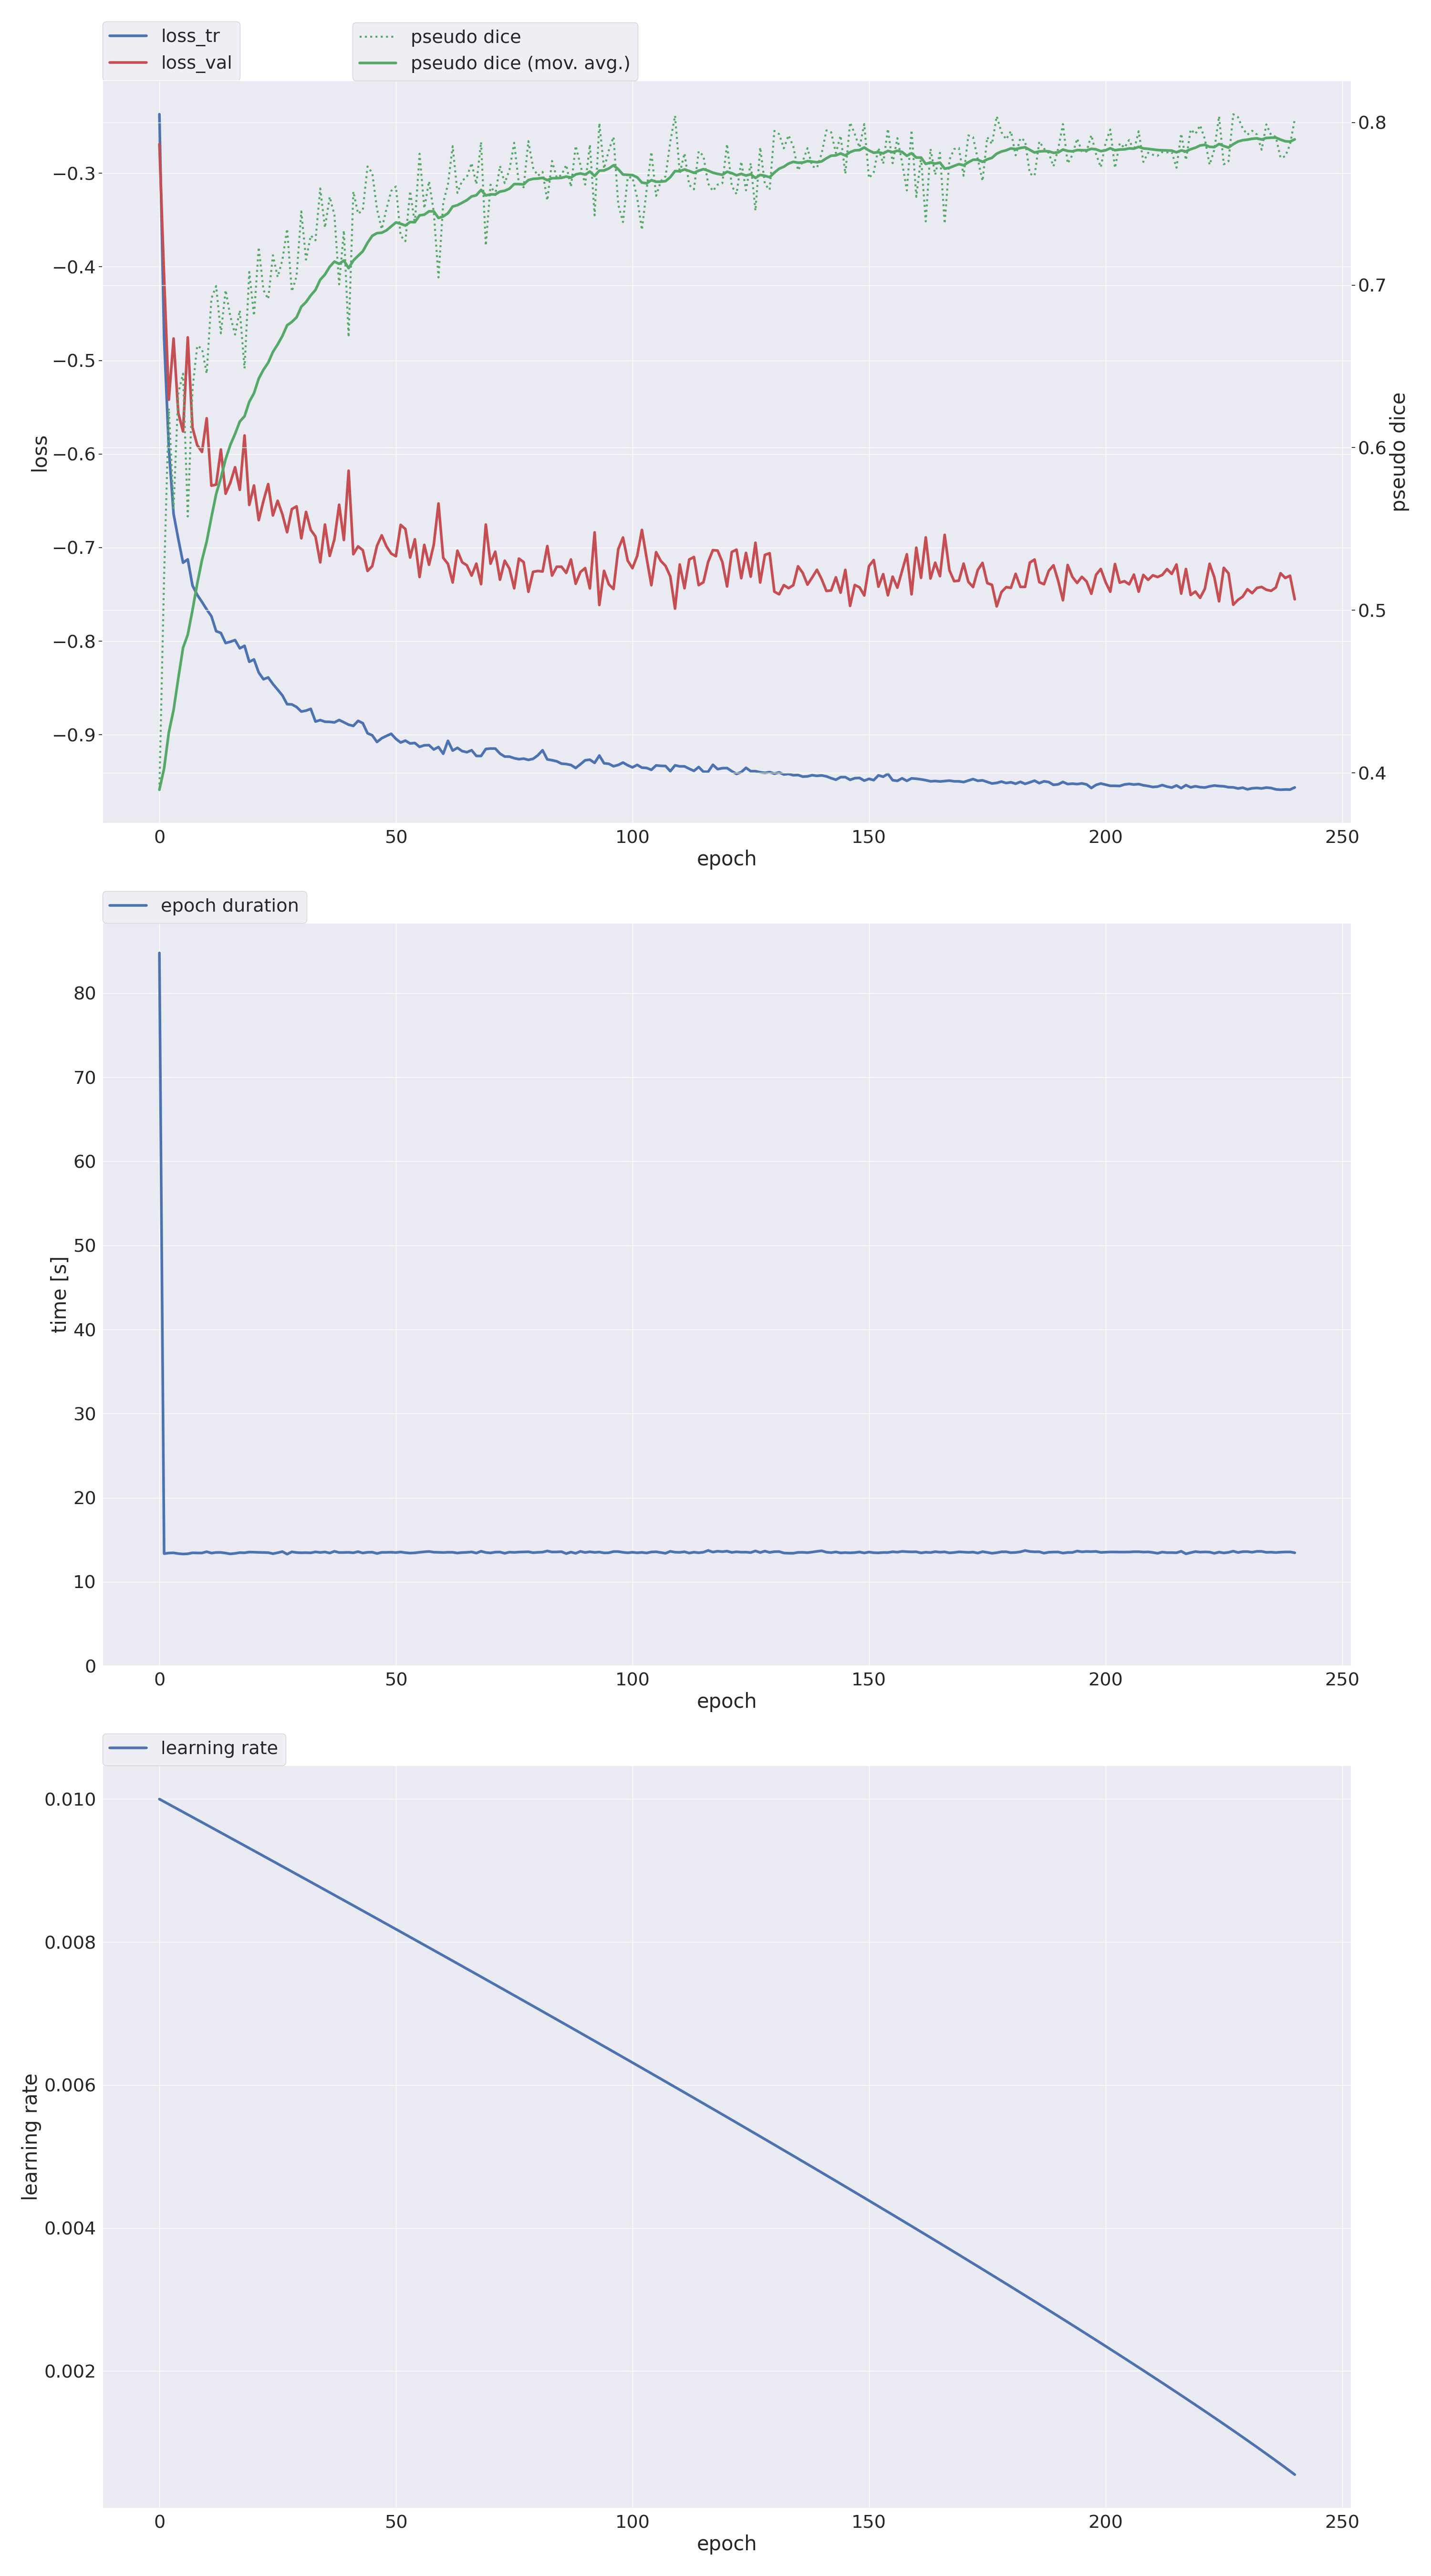 loss_tr
loss_val
pseudo dice
pseudo dice (mov. avg.)
−0.3
−0.4
−0.5
−0.6
−0.7
−0.8
−0.9
loss
0.8
0.7
0.6
0.5
0.4
pseudo dice
0 50 100 150 200 250
epoch
epoch duration
80
70
60
50
40
30
20
10
0
time [s]
0 50 100 150 200 250
epoch
learning rate
0.010
0.008
0.006
0.004
0.002
learning rate
0 50 100 150 200 250
epoch